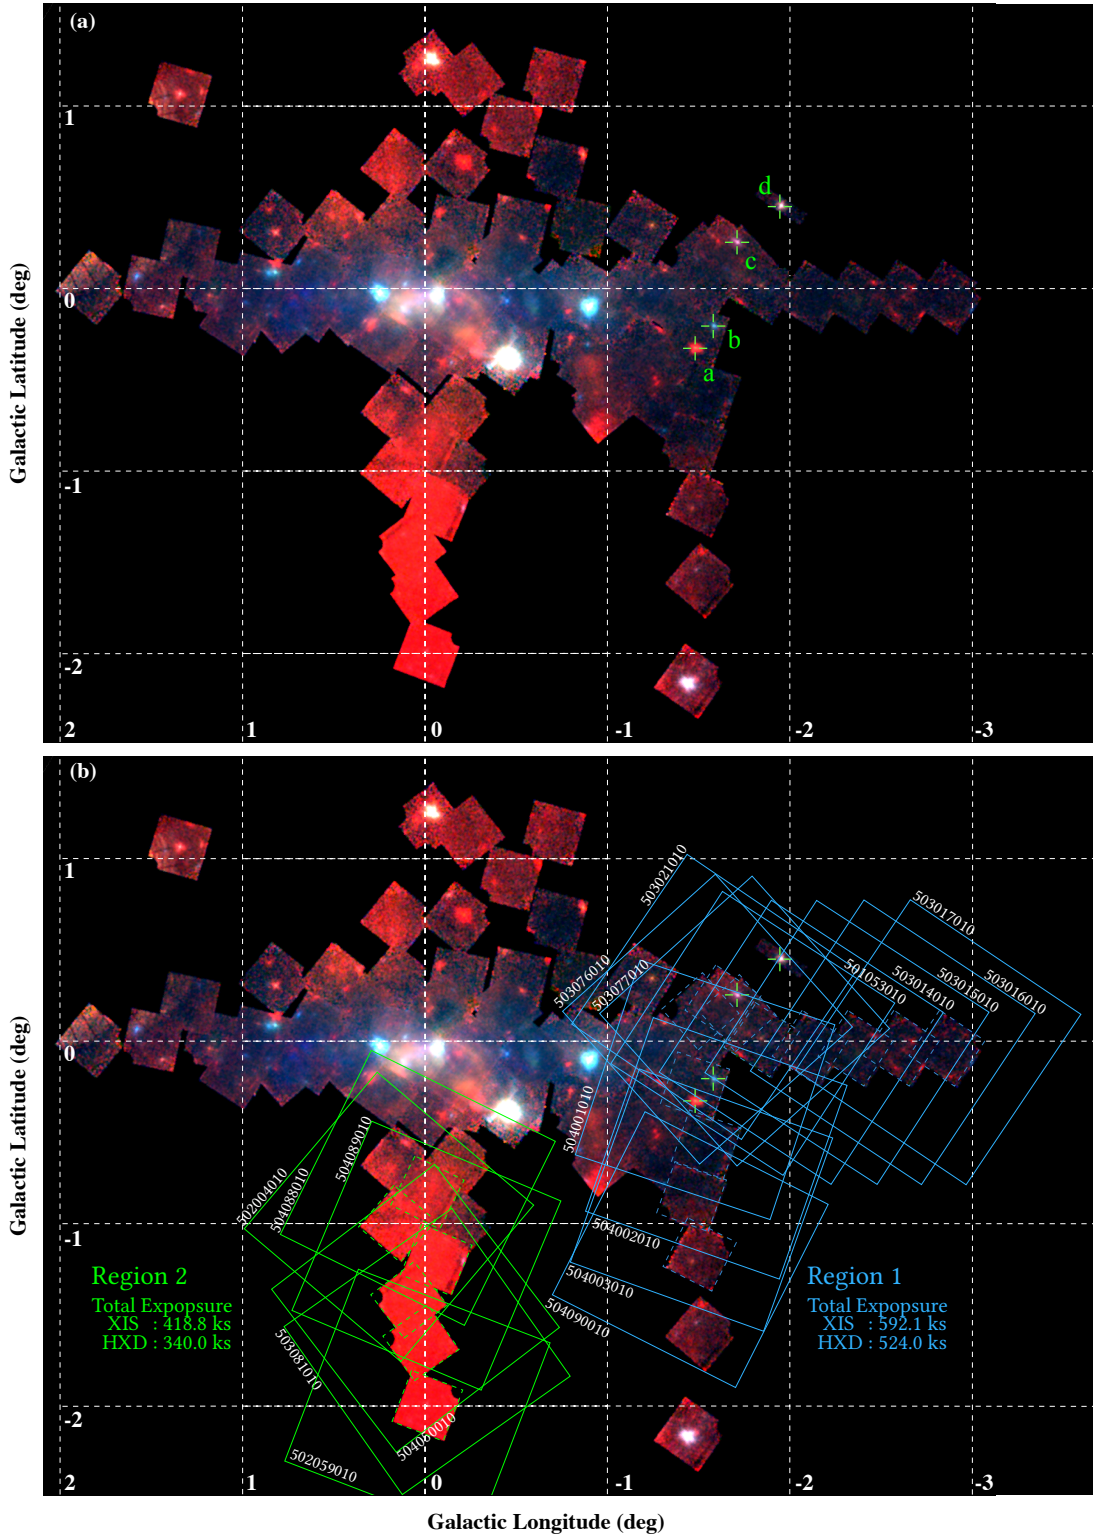 (a)
Galactic Latitude (deg)
1
0
-1
-2
d
c
b
a
2
1
0
-1
-2
-3
(b)
Galactic Latitude (deg)
1
0
-1
-2
503021010
503017010
503076010
503077010
501053010
503014010
503015010
503016010
504001010
504089010
502004010
504088010
504002010
504003010
504090010
Region 2
Total Expopsure
XIS : 418.8 ks
HXD : 340.0 ks
Region 1
Total Expopsure
XIS : 592.1 ks
HXD : 524.0 ks
503081010
504050010
502059010
2
1
0
-1
-2
-3
Galactic Longitude (deg)